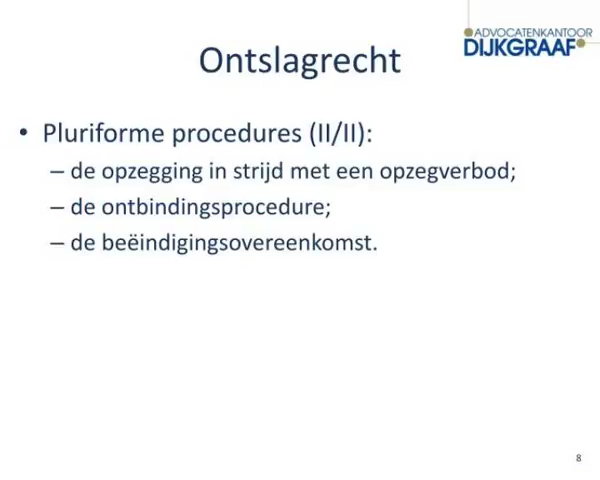 ADVOCATENKANTOOR
DIJKGRAAF
Ontslagrecht
• Pluriforme procedures (II/II):
– de opzegging in strijd met een opzegverbod;
– de ontbindingsprocedure;
– de beëindigingsovereenkomst.
8